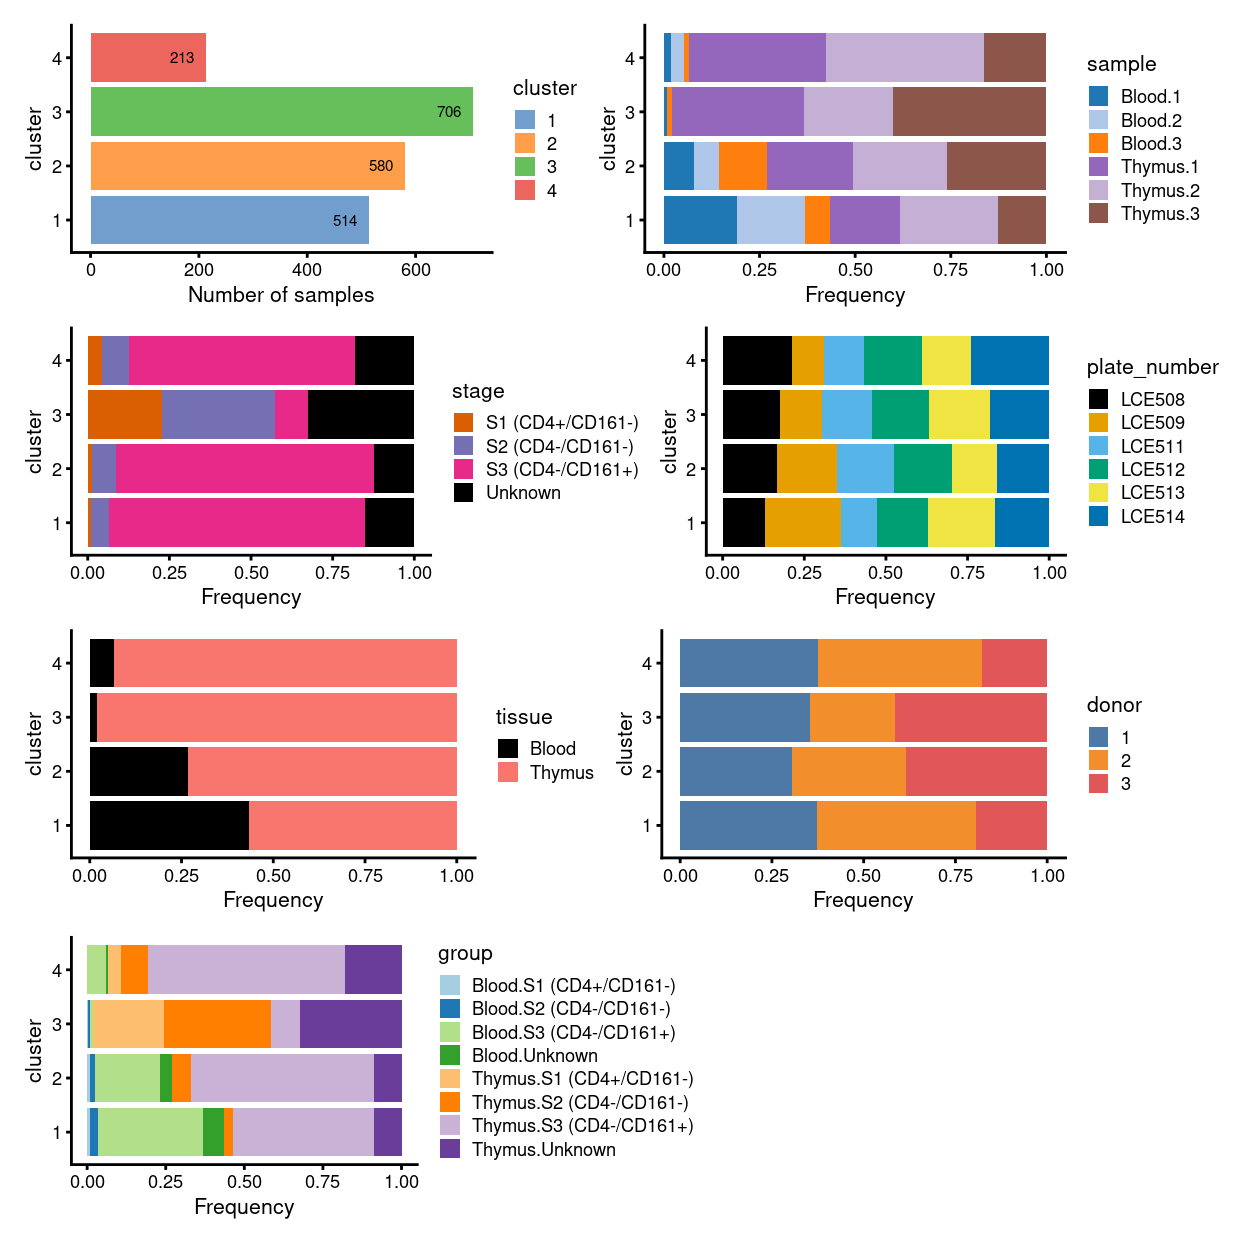 4
3
2
1
cluster
213
706
580
514
0
200
400
600
Number of samples
cluster
1
2
3
4
4
3
2
1
cluster
0.00
0.25
0.50
0.75
1.00
Frequency
sample
Blood.1
Blood.2
Blood.3
Thymus.1
Thymus.2
Thymus.3
4
3
2
1
cluster
0.00
0.25
0.50
0.75
1.00
Frequency
stage
S1 (CD4+/CD161-)
S2 (CD4-/CD161-)
S3 (CD4-/CD161+)
Unknown
4
3
2
1
cluster
0.00
0.25
0.50
0.75
1.00
Frequency
plate_number
LCE508
LCE509
LCE511
LCE512
LCE513
LCE514
4
3
2
1
cluster
0.00
0.25
0.50
0.75
1.00
Frequency
tissue
Blood
Thymus
4
3
2
1
cluster
0.00
0.25
0.50
0.75
1.00
Frequency
donor
1
2
3
4
3
2
1
cluster
0.00
0.25
0.50
0.75
1.00
Frequency
group
Blood.S1 (CD4+/CD161-)
Blood.S2 (CD4-/CD161-)
Blood.S3 (CD4-/CD161+)
Blood.Unknown
Thymus.S1 (CD4+/CD161-)
Thymus.S2 (CD4-/CD161-)
Thymus.S3 (CD4-/CD161+)
Thymus.Unknown